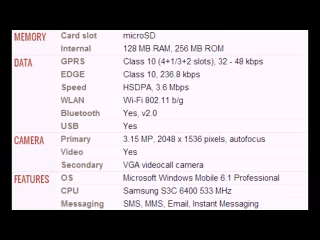 MEMORY Card slot microSD
Internal 128 MB RAM, 256 MB ROM
DATA GPRS Class 10 (4+1/3+2 slots), 32 - 48 kbps
EDGE Class 10, 236.8 kbps
Speed HSDPA, 3.6 Mbps
WLAN Wi-Fi 802.11 b/g
Bluetooth Yes, v2.0
USB Yes
CAMERA Primary 3.15 MP, 2048 x 1536 pixels, autofocus
Video Yes
Secondary VGA videocall camera
FEATURES OS Microsoft Windows Mobile 6.1 Professional
CPU Samsung S3C 6400 533 MHz
Messaging SMS, MMS, Email, Instant Messaging